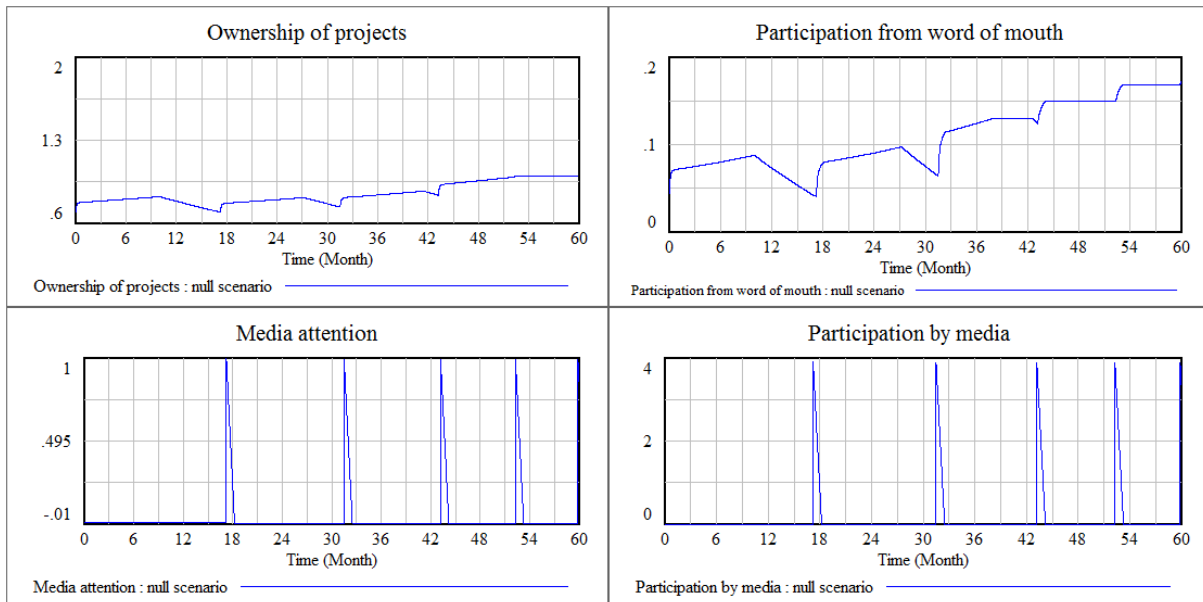 Ownership of projects
2
1.3
.6
0 6 12 18 24 30 36 42 48 54 60
Time (Month)
Ownership of projects : null scenario
Participation from word of mouth
.2
.1
0
0 6 12 18 24 30 36 42 48 54 60
Time (Month)
Participation from word of mouth : null scenario
Media attention
1
.495
-.01
0 6 12 18 24 30 36 42 48 54 60
Time (Month)
Media attention : null scenario
Participation by media
4
2
0
0 6 12 18 24 30 36 42 48 54 60
Time (Month)
Participation by media : null scenario